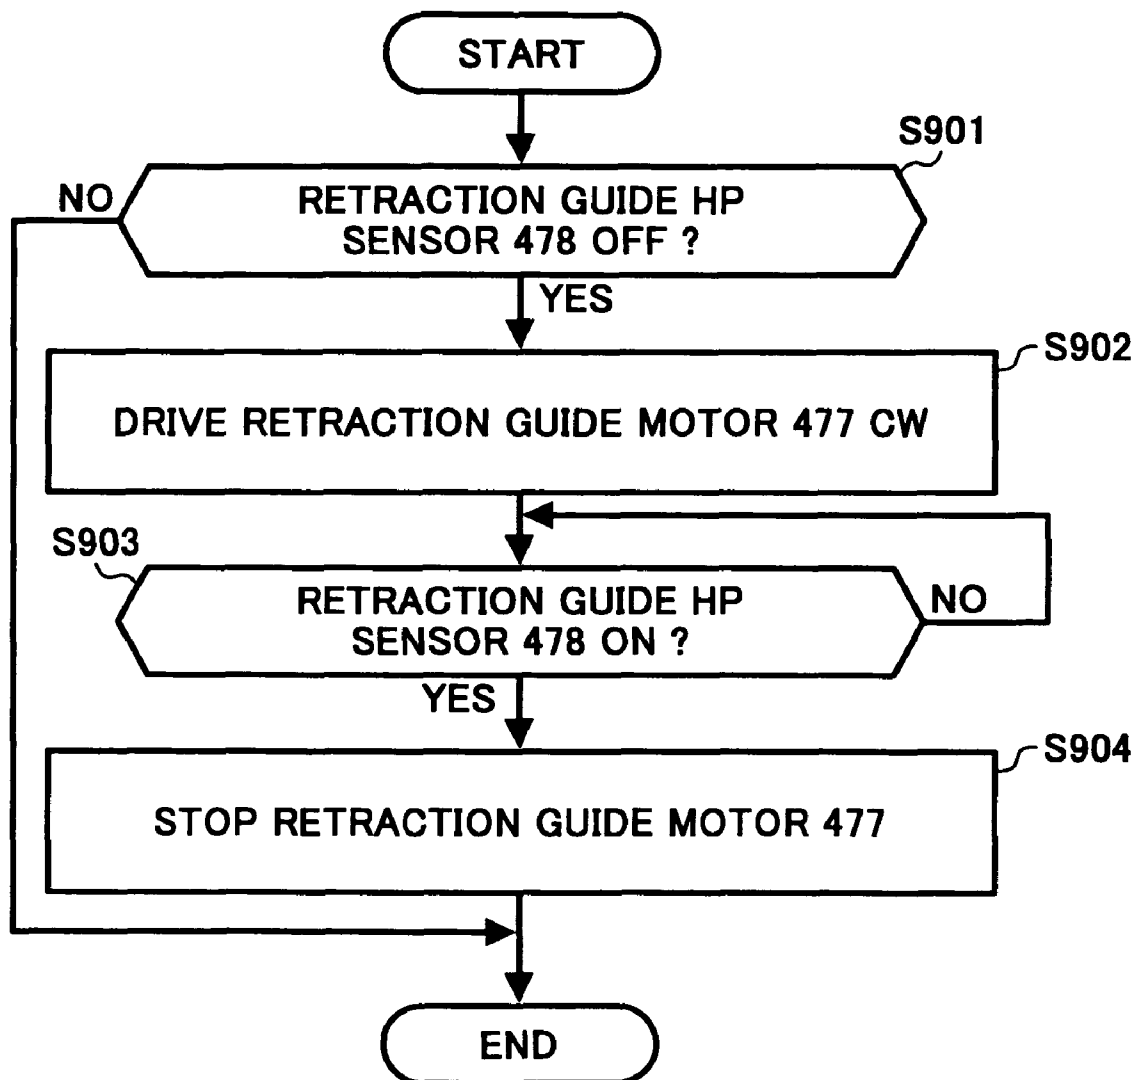 START
S901
NO
RETRACTION GUIDE HP
SENSOR 478 OFF ?
YES
S902
DRIVE RETRACTION GUIDE MOTOR 477 CW
S903
RETRACTION GUIDE HP
SENSOR 478 ON ?
NO
YES
S904
STOP RETRACTION GUIDE MOTOR 477
END